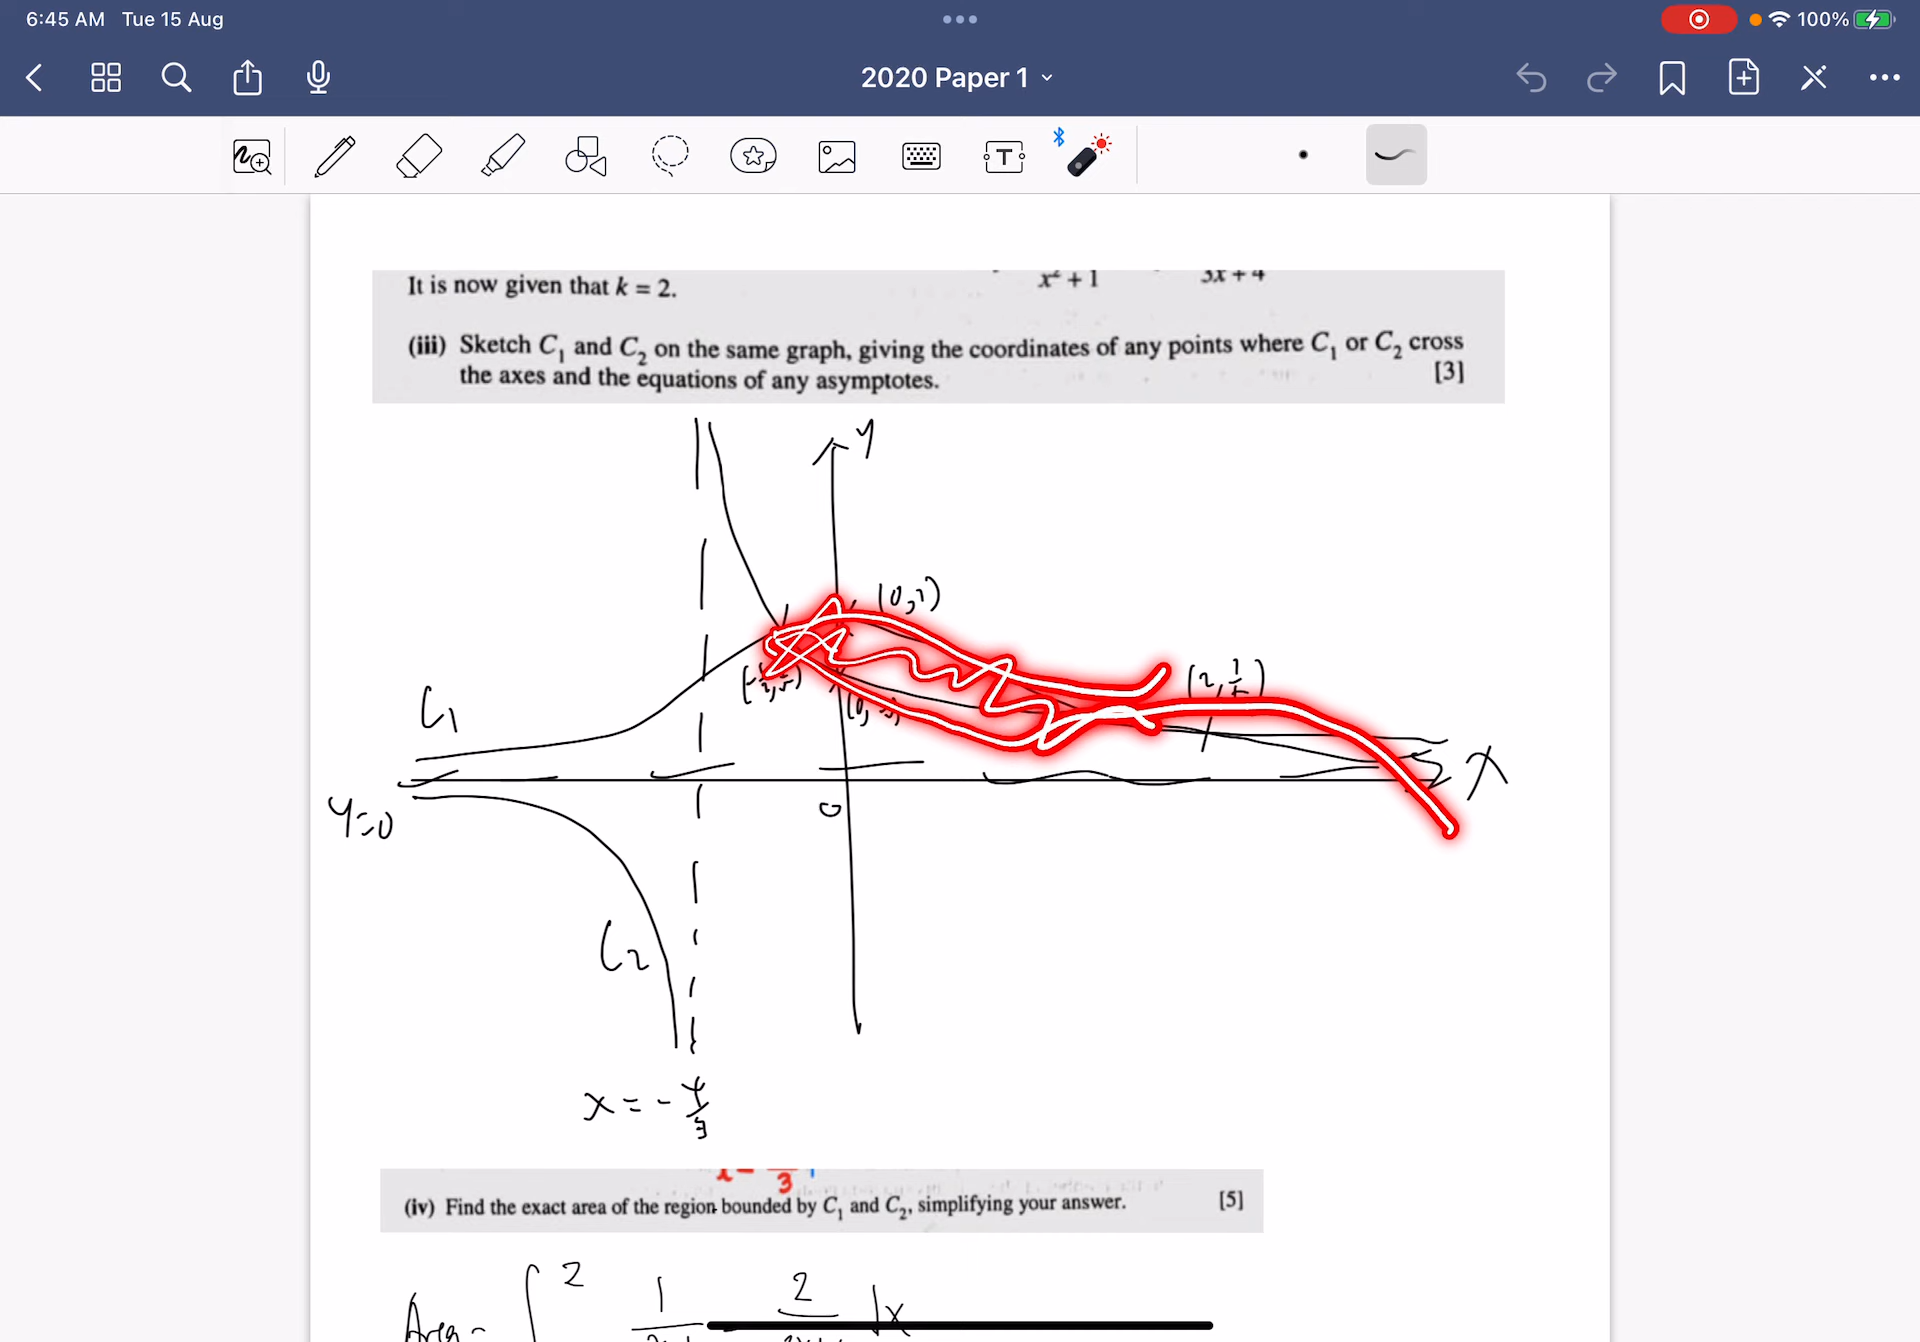 6:45 AM Tue 15 Aug
100%
2020 Paper 1
T
x² + 1
3x + 4
It is now given that k = 2.
(iii) Sketch C₁ and C₂ on the same graph, giving the coordinates of any points where C₁ or C₂ cross
the axes and the equations of any asymptotes.
[3]
y
(0,1)
(2, 1/5)
C₁
x
y=0
0
C₂
x = - 4/3
3
(iv) Find the exact area of the region bounded by C₁ and C₂, simplifying your answer. [5]
2
Area = ∫ 1 2 dx